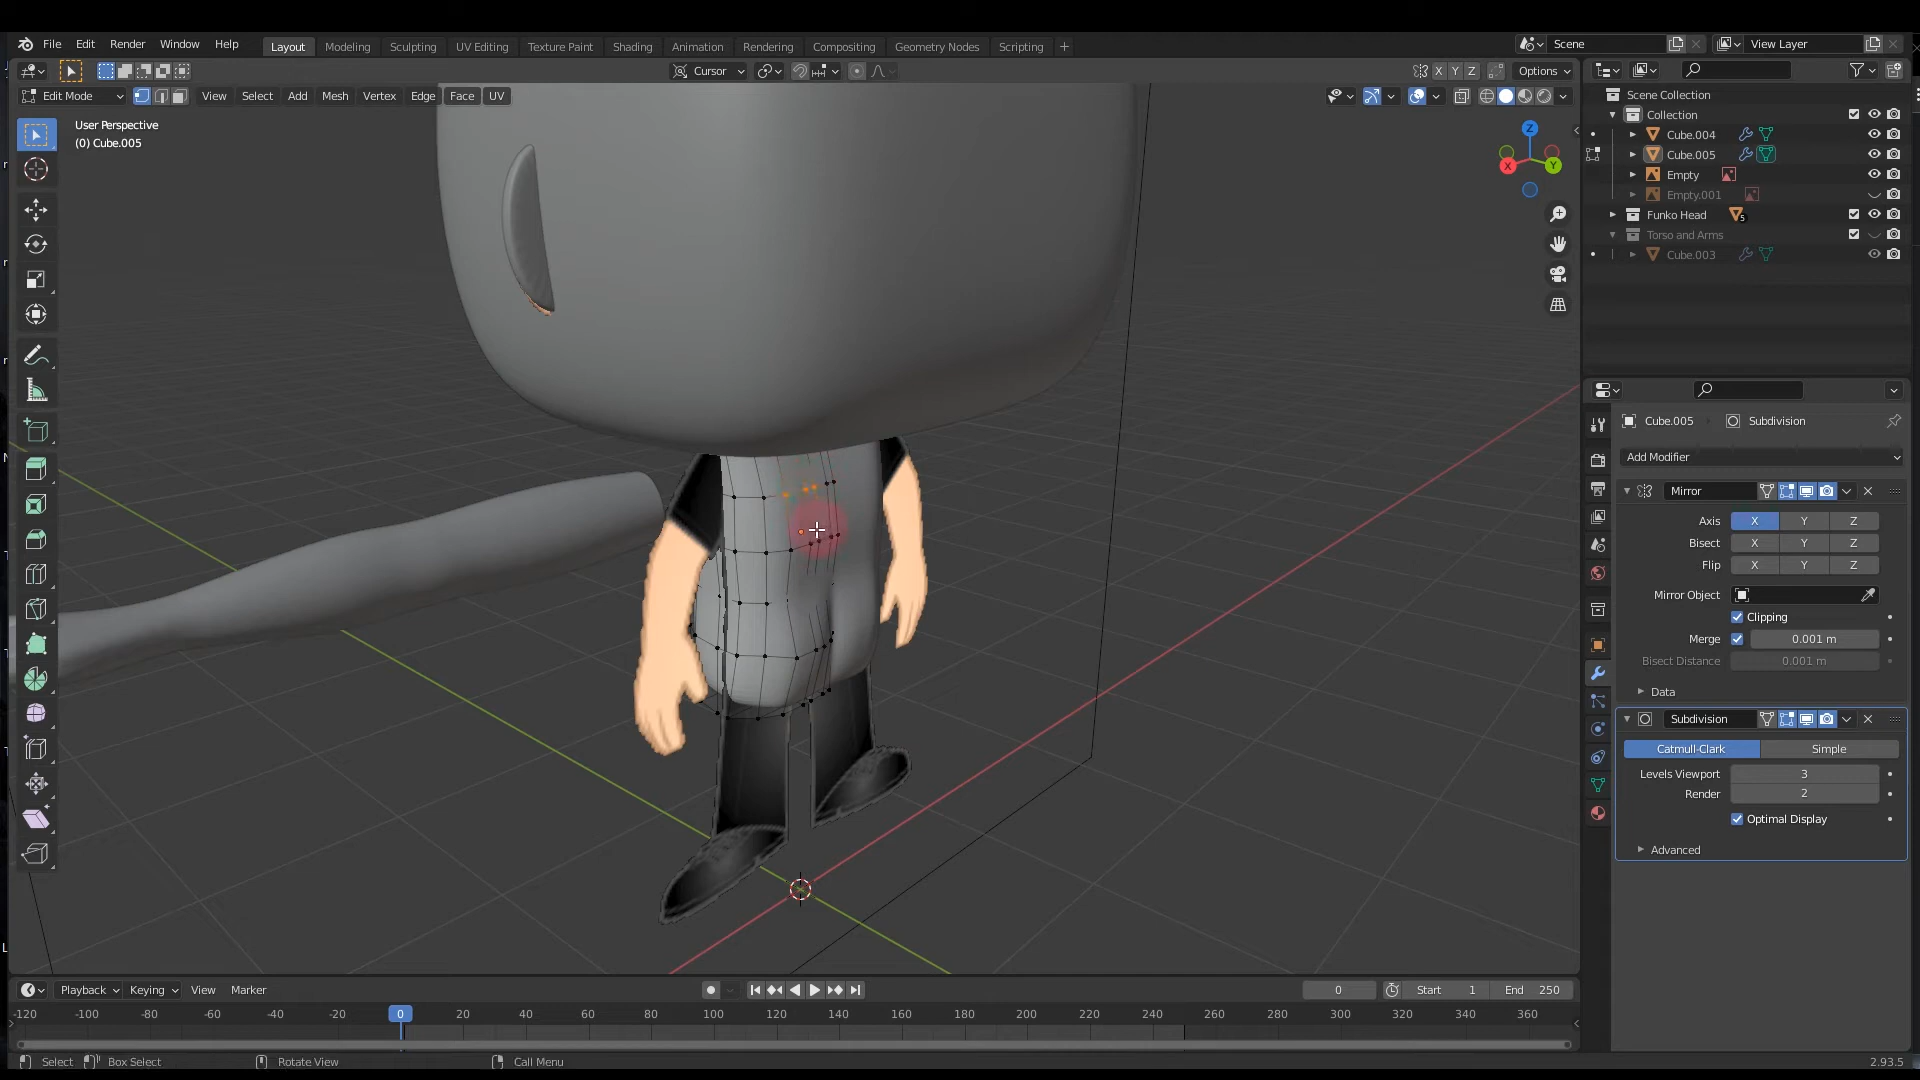 File Edit Render Window Help Layout Modeling Sculpting UV Editing Texture Paint Shading Animation Rendering Compositing Geometry Nodes Scripting + Scene View Layer
Cursor X Y Z Options
Edit Mode View Select Add Mesh Vertex Edge Face UV
User Perspective
(0) Cube.005
Z
X
Y
Scene Collection
Collection
Cube.004
Cube.005
Empty
Empty.001
Funko Head 5
Torso and Arms
Cube.003
Cube.005 Subdivision
Add Modifier
Mirror
Axis X Y Z
Bisect X Y Z
Flip X Y Z
Mirror Object
Clipping
Merge 0.001 m
Bisect Distance 0.001 m
Data
Subdivision
Catmull-Clark Simple
Levels Viewport 3
Render 2
Optimal Display
Advanced
Playback Keying View Marker 0 Start 1 End 250
-120 -100 -80 -60 -40 -20 0 20 40 60 80 100 120 140 160 180 200 220 240 260 280 300 320 340 360
Select Box Select Rotate View Call Menu 2.93.5